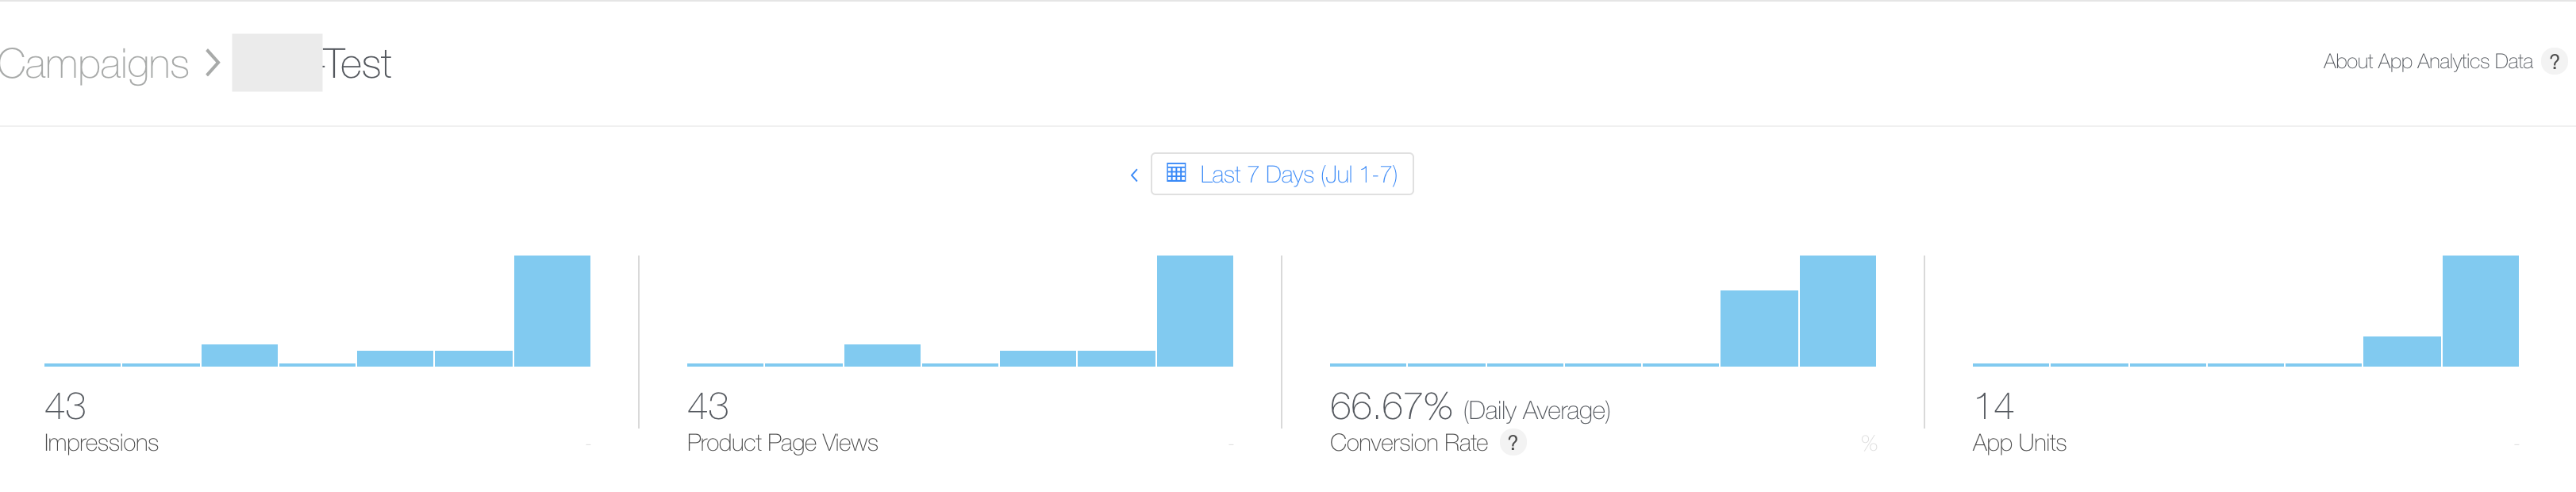 Campaigns > -Test
About App Analytics Data ?
< Last 7 Days (Jul 1-7)
43
Impressions
-
43
Product Page Views
-
66.67% (Daily Average)
Conversion Rate ?
%
14
App Units
-